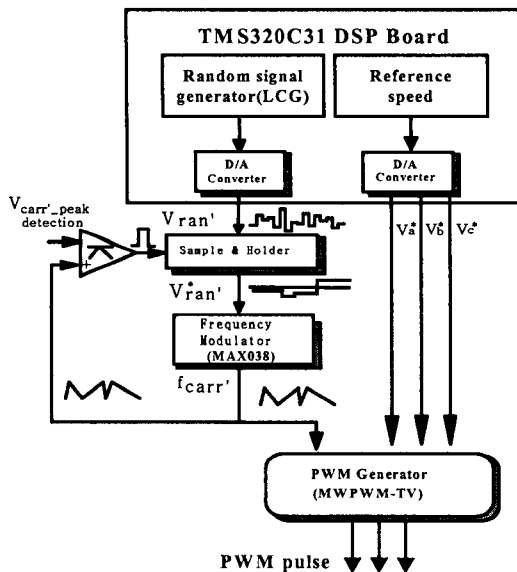 TMS320C31 DSP Board
Random signal
generator(LCG)
Reference
speed
D/A
Converter
D/A
Converter
Vcarr'_peak
detection
Vran'
Va* Vb* Vc*
+
Sample & Holder
V*ran'
Frequency
Modulator
(MAX038)
fcarr'
PWM Generator
(MWPWM-TV)
PWM pulse